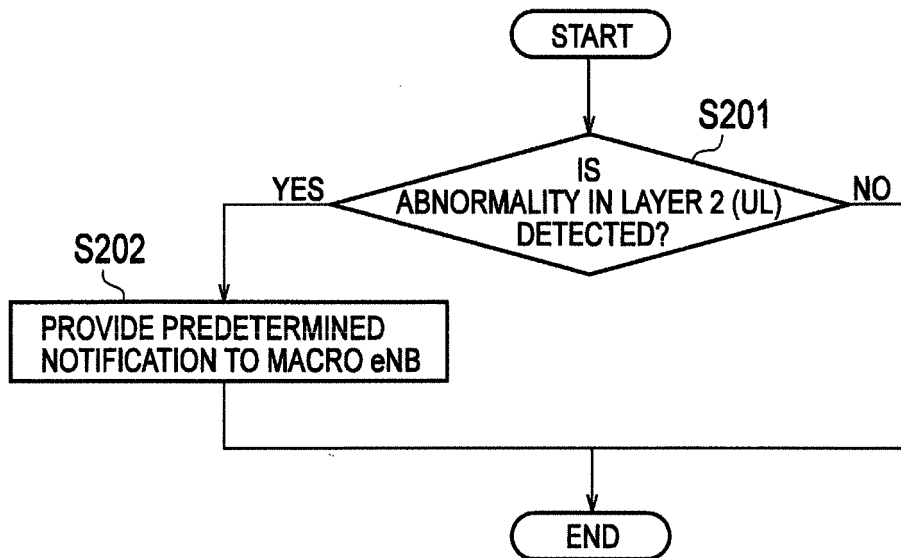 START
S201
IS
ABNORMALITY IN LAYER 2 (UL)
DETECTED?
YES
NO
S202
PROVIDE PREDETERMINED
NOTIFICATION TO MACRO eNB
END